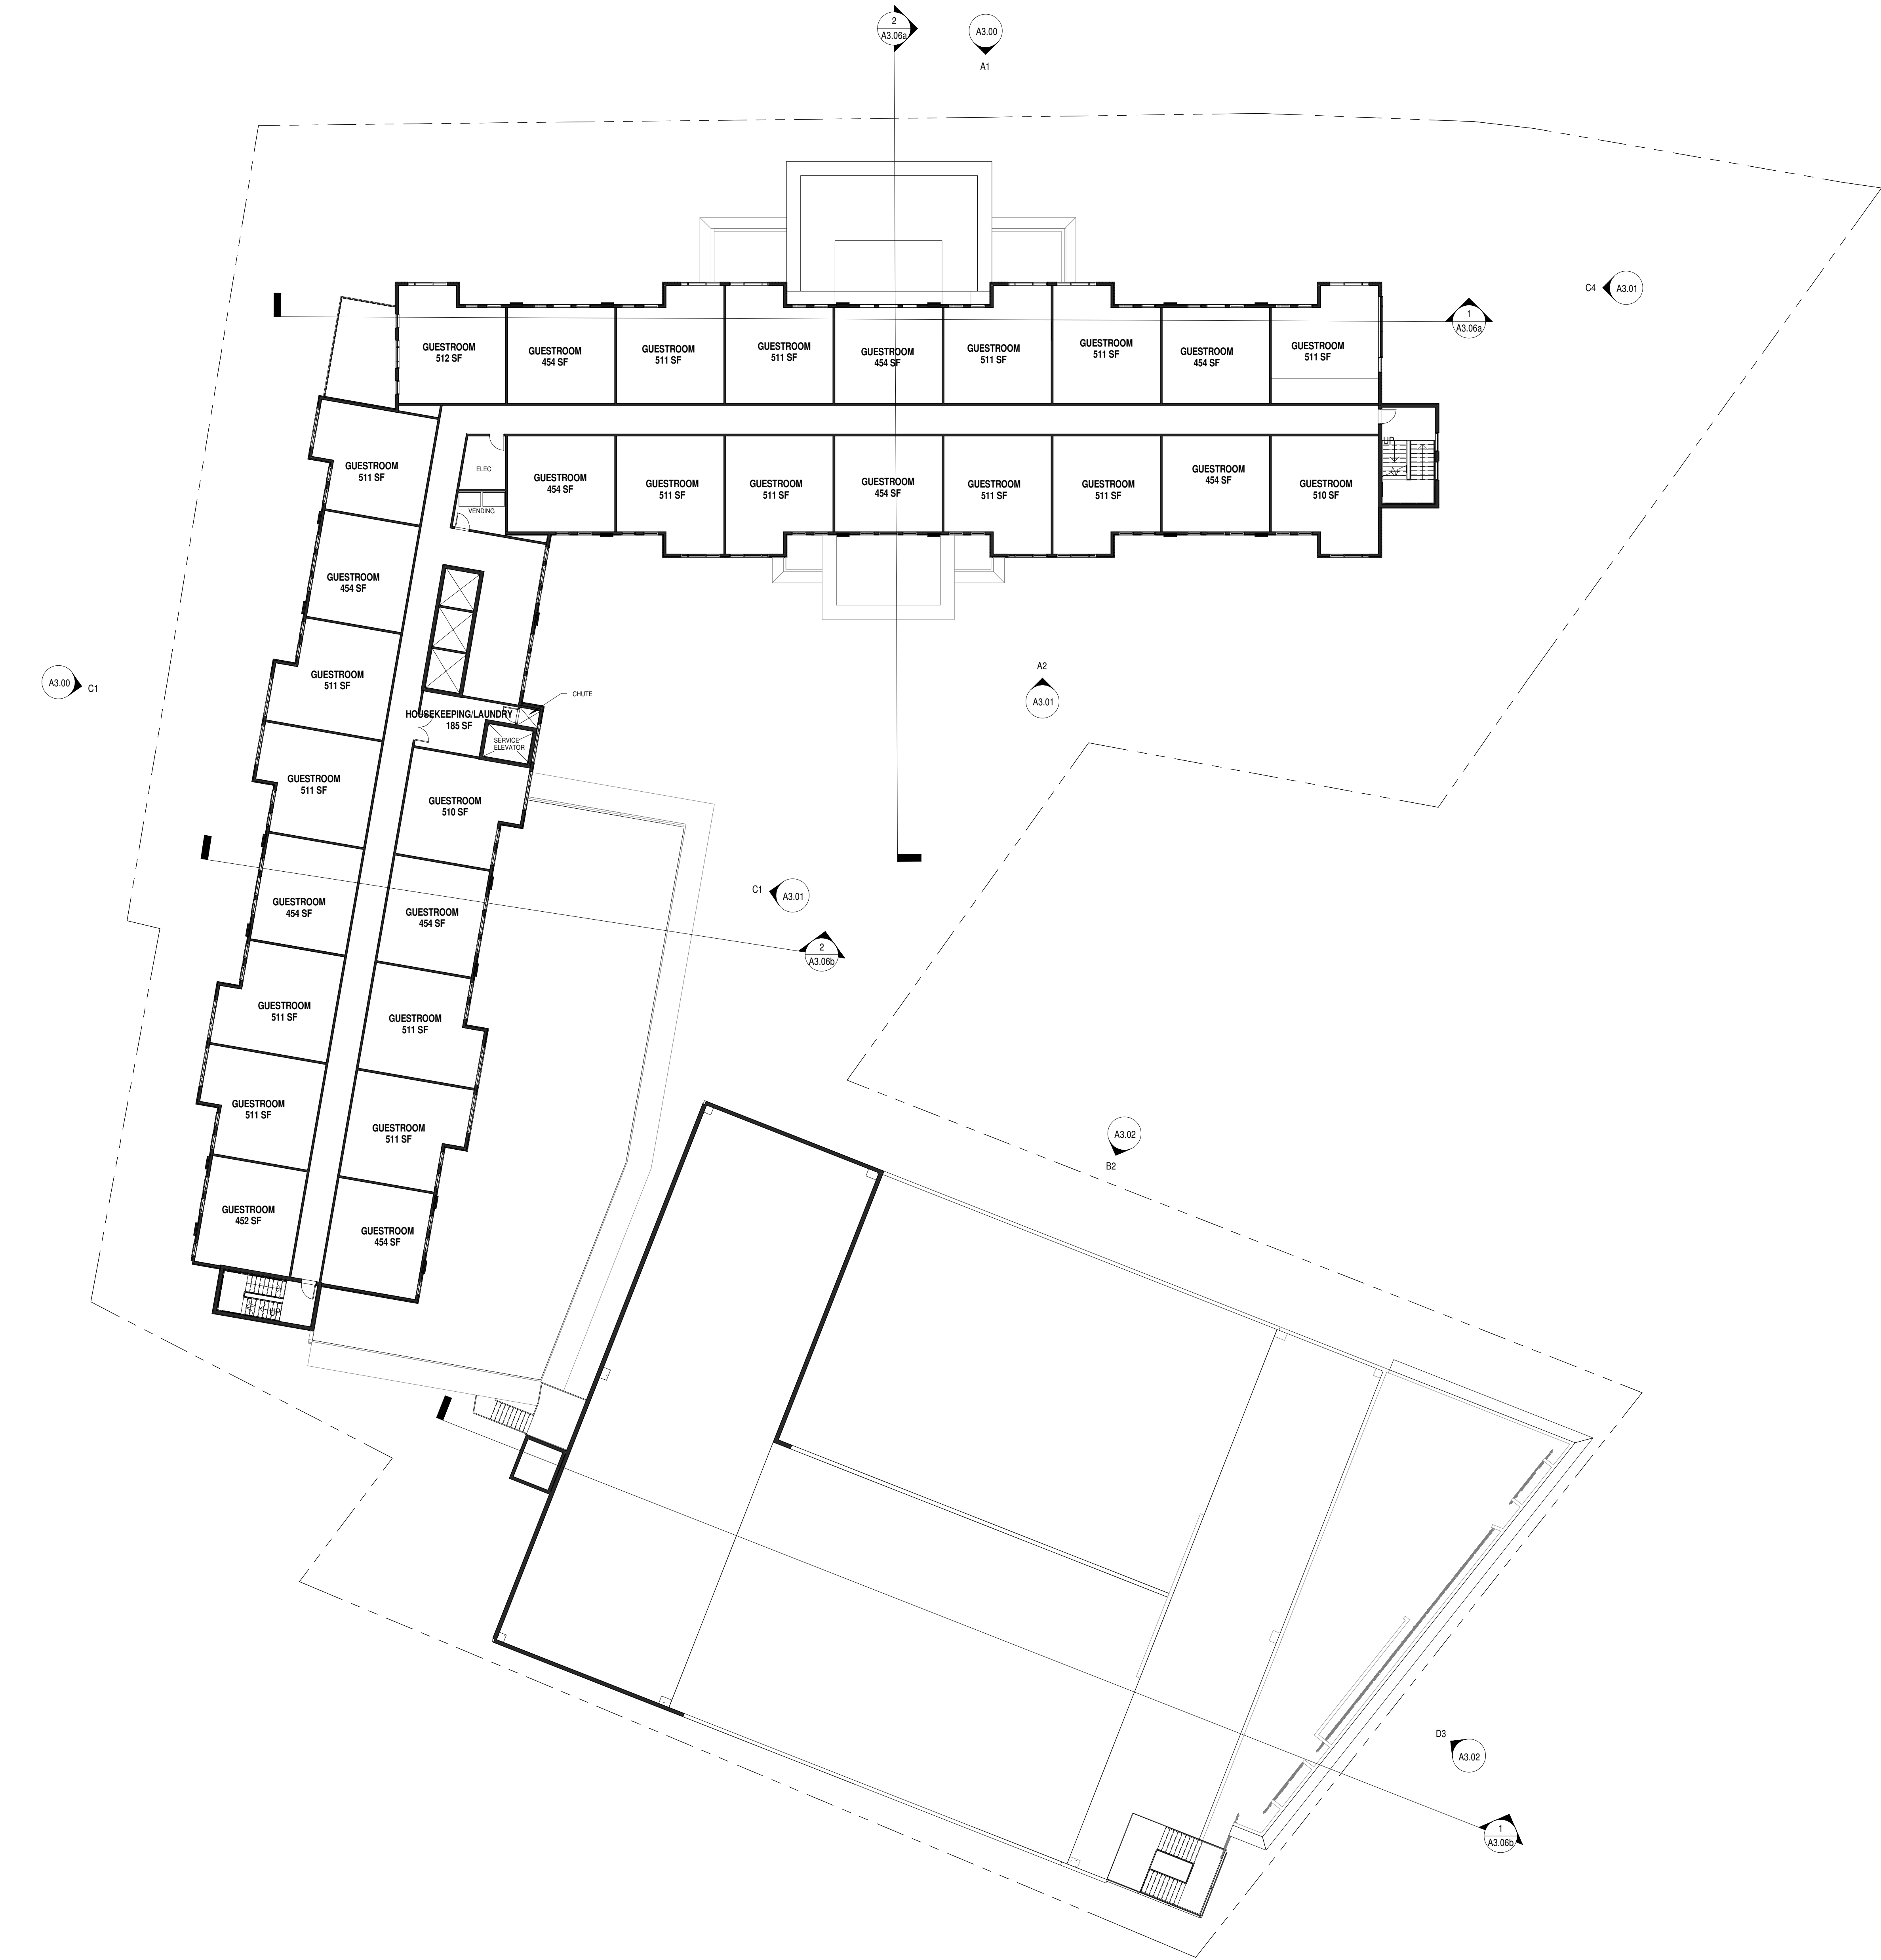 2
A3.06a
A3.00
A1
C4
A3.01
1
A3.06a
GUESTROOM
512 SF
GUESTROOM
454 SF
GUESTROOM
511 SF
GUESTROOM
511 SF
GUESTROOM
454 SF
GUESTROOM
511 SF
GUESTROOM
511 SF
GUESTROOM
454 SF
GUESTROOM
511 SF
UP
ELEC
VENDING
GUESTROOM
454 SF
GUESTROOM
511 SF
GUESTROOM
511 SF
GUESTROOM
454 SF
GUESTROOM
511 SF
GUESTROOM
511 SF
GUESTROOM
454 SF
GUESTROOM
510 SF
GUESTROOM
511 SF
GUESTROOM
454 SF
GUESTROOM
511 SF
A3.00
C1
A2
A3.01
CHUTE
HOUSEKEEPING/LAUNDRY
185 SF
SERVICE
ELEVATOR
GUESTROOM
511 SF
GUESTROOM
510 SF
GUESTROOM
454 SF
GUESTROOM
454 SF
C1
A3.01
2
A3.06b
GUESTROOM
511 SF
GUESTROOM
511 SF
GUESTROOM
511 SF
GUESTROOM
511 SF
A3.02
B2
GUESTROOM
452 SF
GUESTROOM
454 SF
UP
D3
A3.02
1
A3.06b